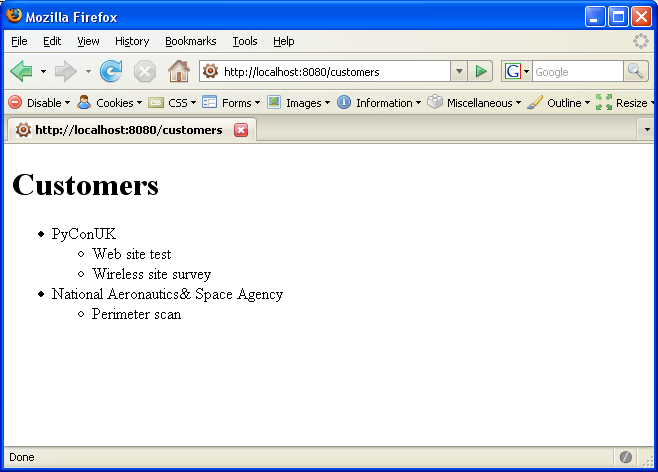 Mozilla Firefox
File Edit View History Bookmarks Tools Help
http://localhost:8080/customers
Google
Disable Cookies CSS Forms Images Information Miscellaneous Outline Resize
http://localhost:8080/customers
Customers
PyConUK
Web site test
Wireless site survey
National Aeronautics& Space Agency
Perimeter scan
Done